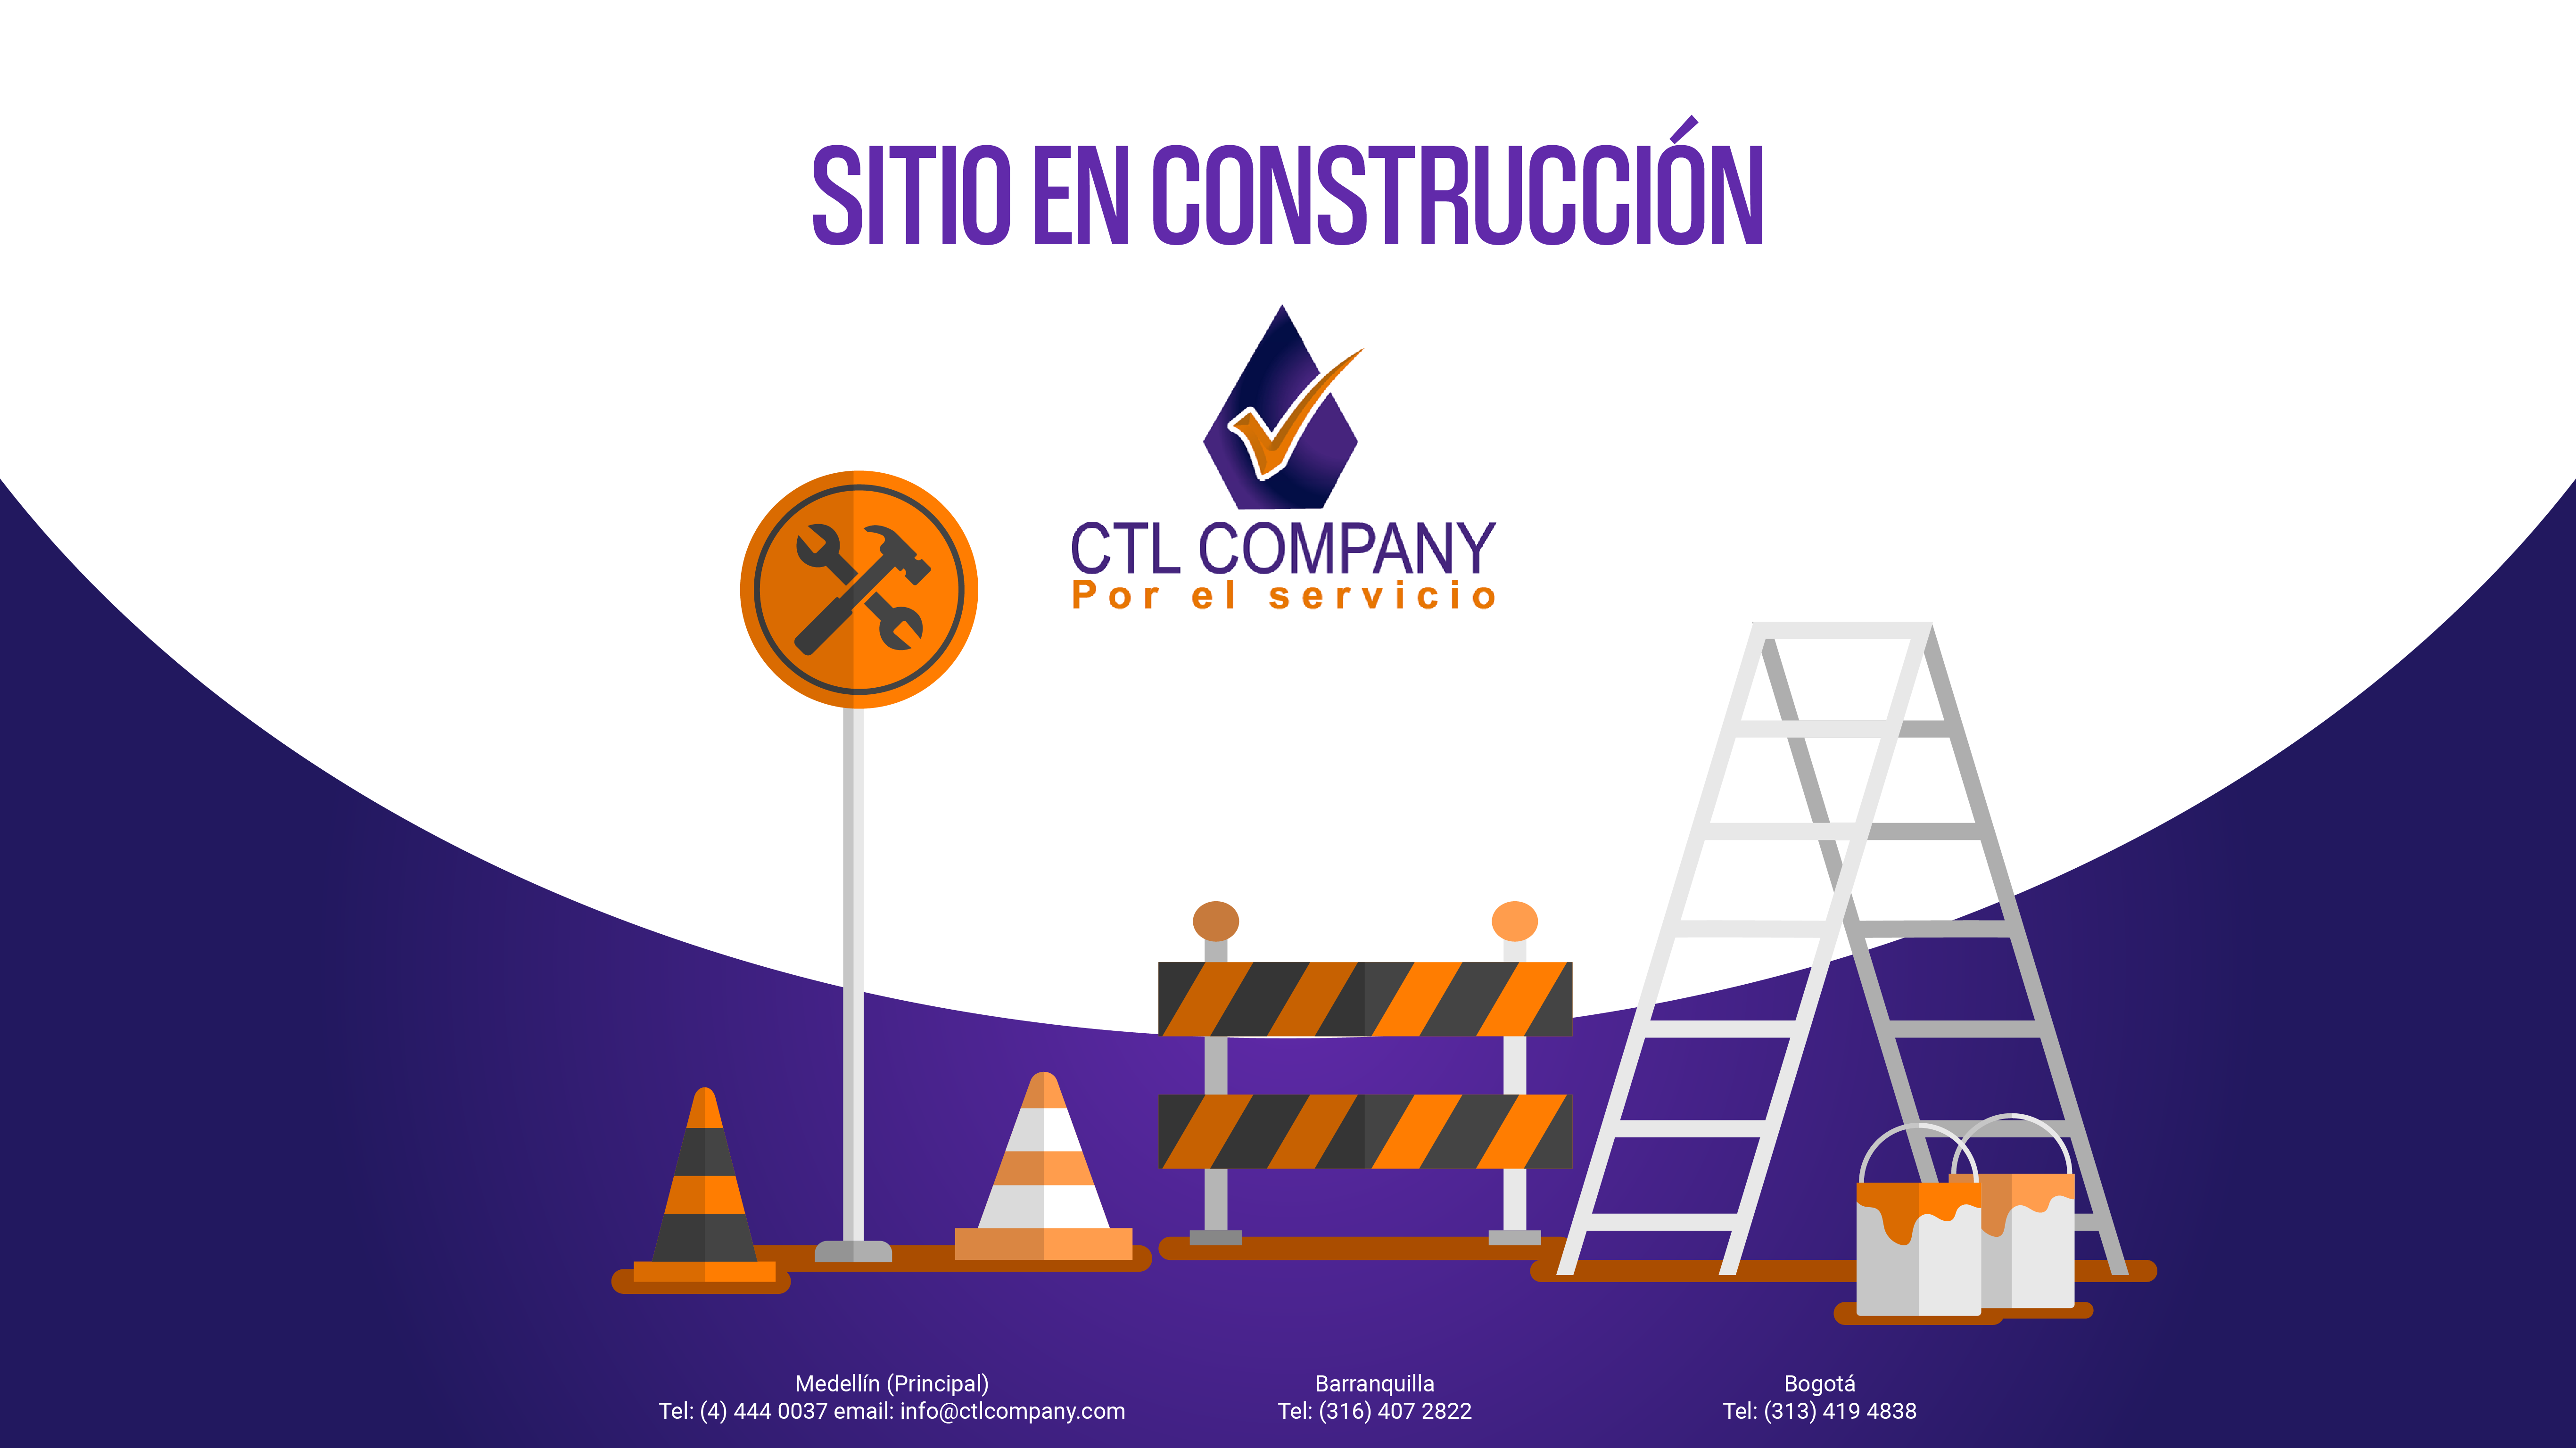 SITIO EN CONSTRUCCIÓN
CTL COMPANY
Por el servicio
Medellín (Principal)
Tel: (4) 444 0037 email: info@ctlcompany.com
Barranquilla
Tel: (316) 407 2822
Bogotá
Tel: (313) 419 4838